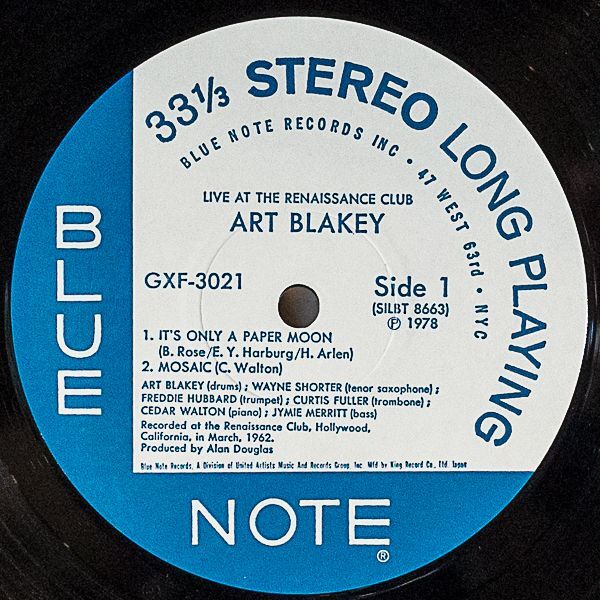 33⅓ STEREO LONG PLAYING
BLUE NOTE RECORDS INC • 47 WEST 63rd • NYC
LIVE AT THE RENAISSANCE CLUB
ART BLAKEY
GXF-3021
Side 1
(SILBT 8663)
Ⓟ 1978
1. IT'S ONLY A PAPER MOON
(B. Rose/E. Y. Harburg/H. Arlen)
2. MOSAIC (C. Walton)
ART BLAKEY (drums) ; WAYNE SHORTER (tenor saxophone) ;
FREDDIE HUBBARD (trumpet) ; CURTIS FULLER (trombone) ;
CEDAR WALTON (piano) ; JYMIE MERRITT (bass)
Recorded at the Renaissance Club, Hollywood,
California, in March, 1962.
Produced by Alan Douglas
Blue Note Records, A Division of United Artists Music And Records Group, Inc. Mfd by King Record Co., Ltd. Japan
BLUE
NOTE
®